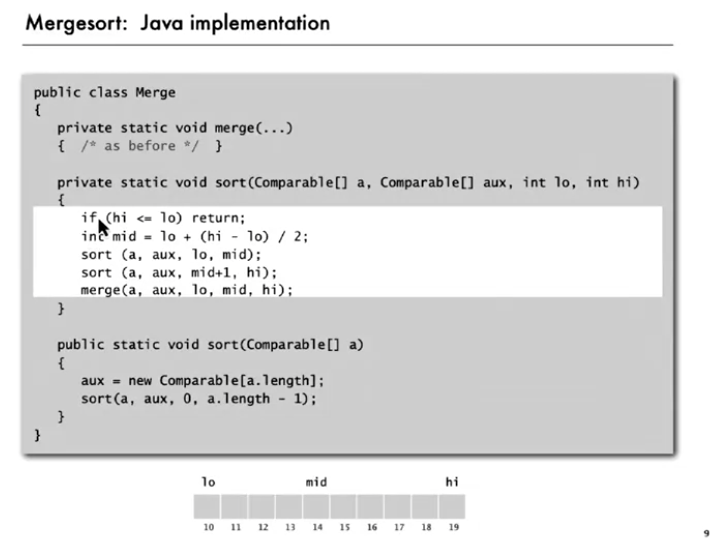 Mergesort: Java implementation
public class Merge
{
private static void merge(...)
{ /* as before */ }
private static void sort(Comparable[] a, Comparable[] aux, int lo, int hi)
{
if (hi <= lo) return;
int mid = lo + (hi - lo) / 2;
sort (a, aux, lo, mid);
sort (a, aux, mid+1, hi);
merge(a, aux, lo, mid, hi);
}
public static void sort(Comparable[] a)
{
aux = new Comparable[a.length];
sort(a, aux, 0, a.length - 1);
}
}
lo mid hi
10 11 12 13 14 15 16 17 18 19
9